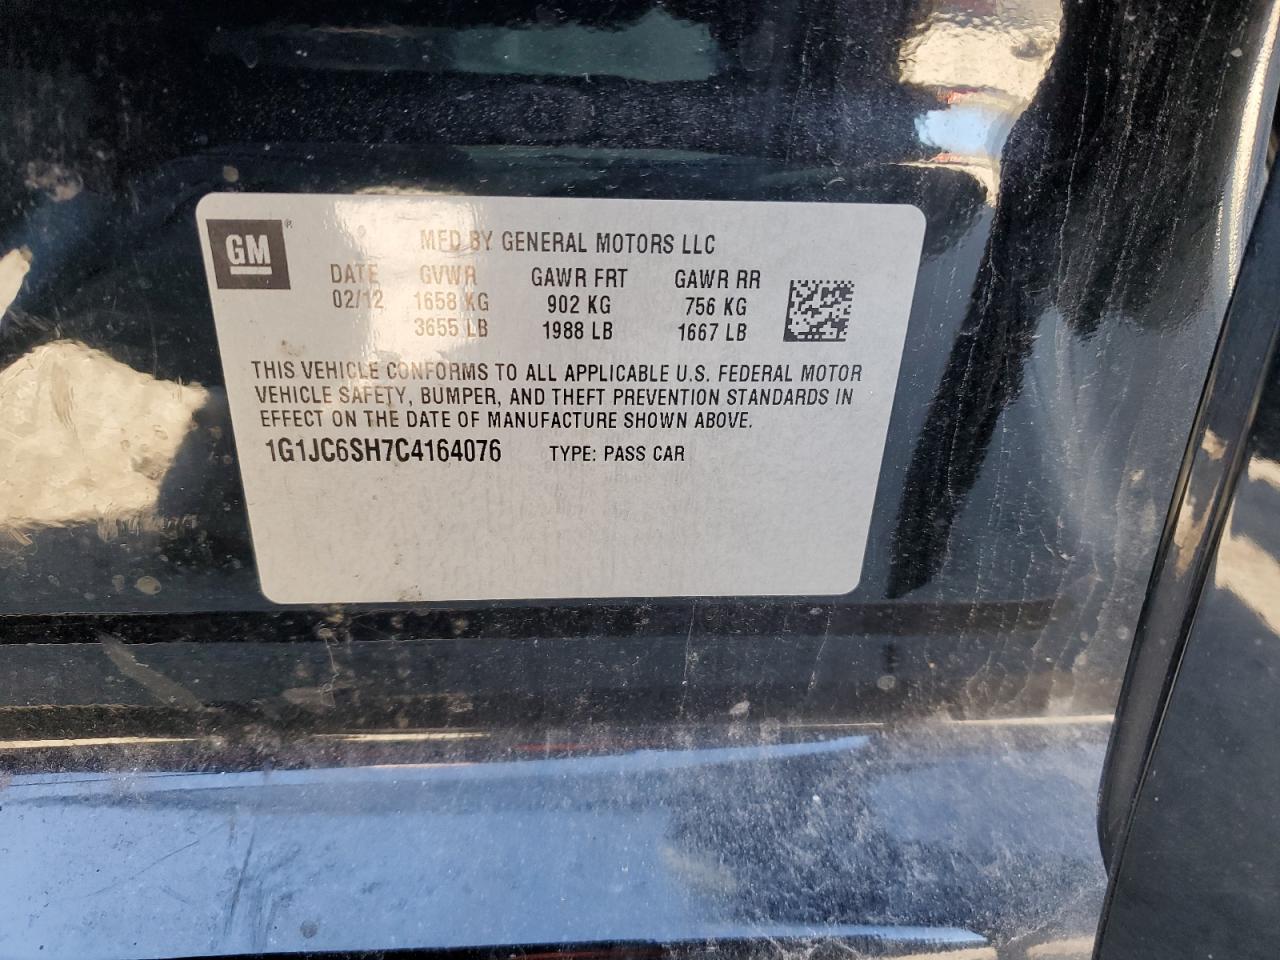 GM®
MFD BY GENERAL MOTORS LLC
DATE GVWR GAWR FRT GAWR RR
02/12 1658 KG 902 KG 756 KG
3655 LB 1988 LB 1667 LB
THIS VEHICLE CONFORMS TO ALL APPLICABLE U.S. FEDERAL MOTOR
VEHICLE SAFETY, BUMPER, AND THEFT PREVENTION STANDARDS IN
EFFECT ON THE DATE OF MANUFACTURE SHOWN ABOVE.
1G1JC6SH7C4164076 TYPE: PASS CAR